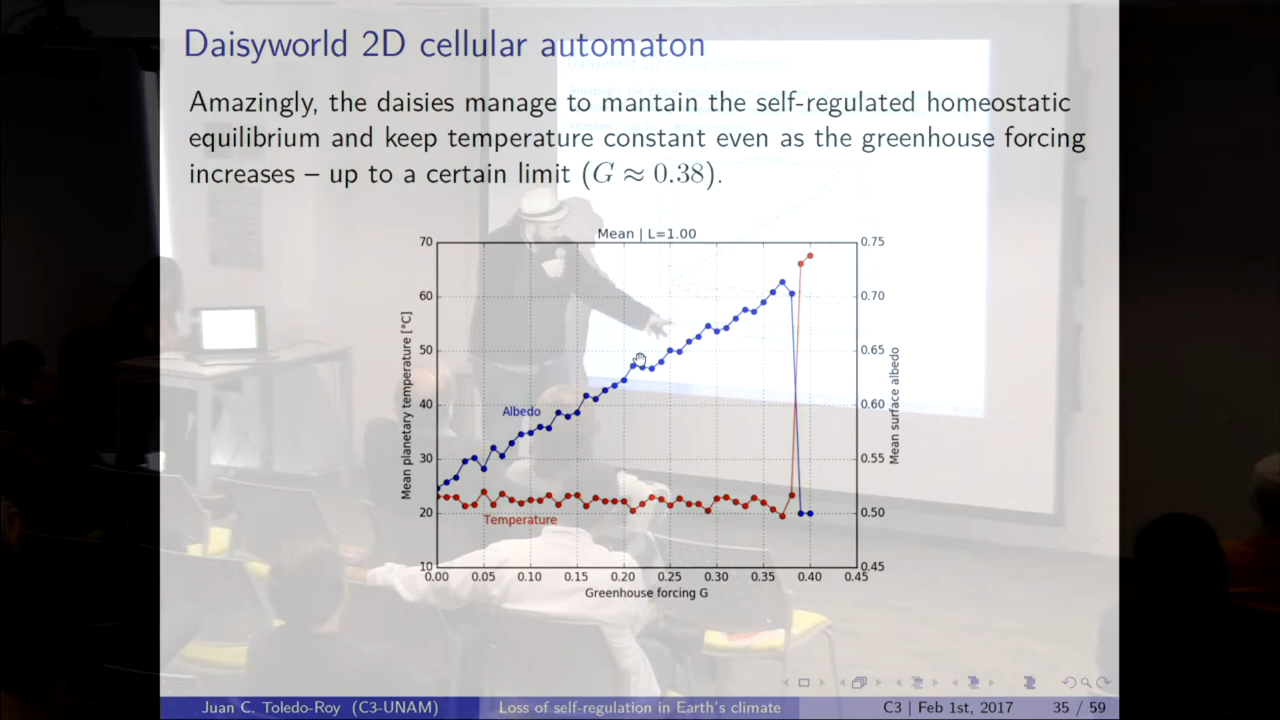 Daisyworld 2D cellular automaton
Amazingly, the daisies manage to mantain the self-regulated homeostatic
equilibrium and keep temperature constant even as the greenhouse forcing
increases – up to a certain limit (G ≈ 0.38).
Mean | L=1.00
70
60
50
40
30
20
10
Mean planetary temperature [°C]
0.75
0.70
0.65
0.60
0.55
0.50
0.45
Mean surface albedo
Albedo
Temperature
0.00 0.05 0.10 0.15 0.20 0.25 0.30 0.35 0.40 0.45
Greenhouse forcing G
Juan C. Toledo-Roy (C3-UNAM) Loss of self-regulation in Earth's climate C3 | Feb 1st, 2017 35 / 59